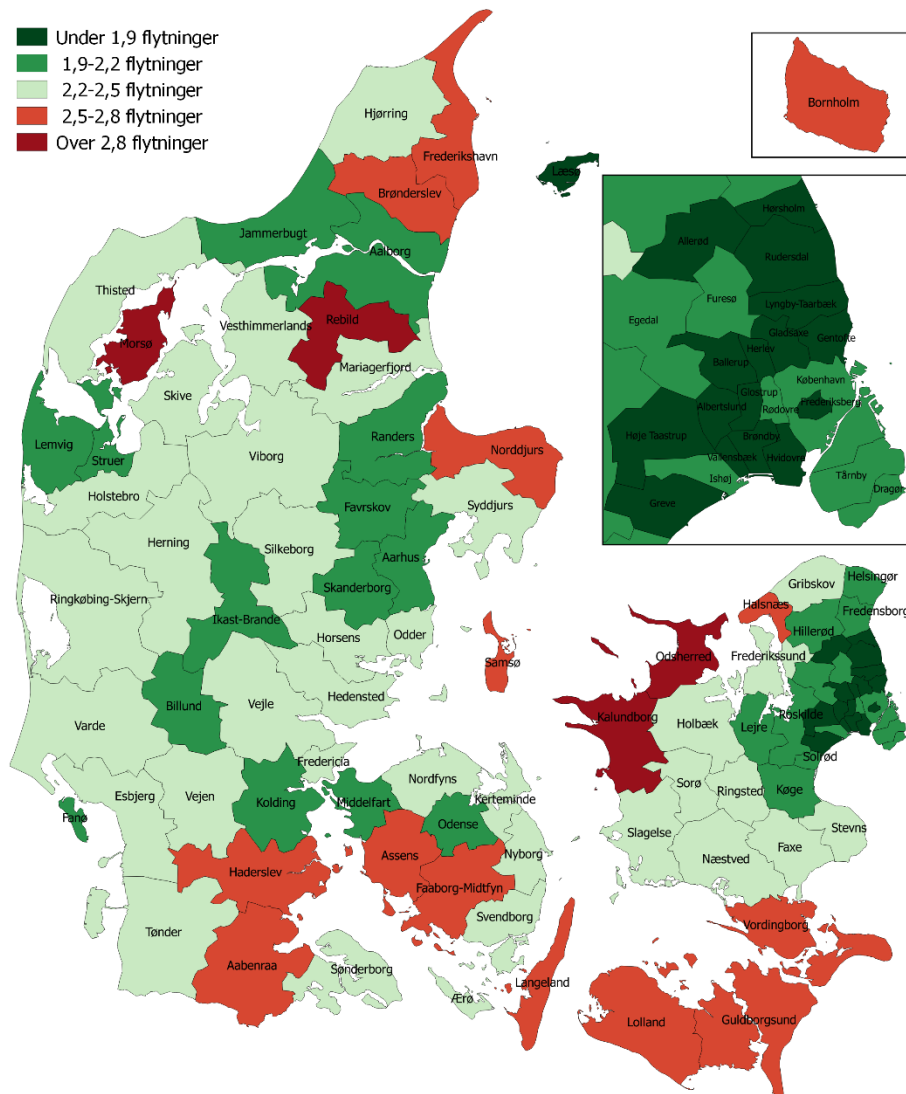 Under 1,9 flytninger
1,9-2,2 flytninger
2,2-2,5 flytninger
2,5-2,8 flytninger
Over 2,8 flytninger
Bornholm
Hjørring
Frederikshavn
Læsø
Brønderslev
Jammerbugt
Aalborg
Thisted
Vesthimmerlands
Rebild
Morsø
Mariagerfjord
Skive
Randers
Lemvig
Struer
Viborg
Norddjurs
Holstebro
Favrskov
Syddjurs
Herning
Silkeborg
Aarhus
Skanderborg
Ringkøbing-Skjern
Ikast-Brande
Horsens
Odder
Samsø
Hedensted
Billund
Vejle
Varde
Fredericia
Esbjerg
Vejen
Kolding
Middelfart
Nordfyns
Kerteminde
Fanø
Odense
Nyborg
Assens
Haderslev
Faaborg-Midtfyn
Svendborg
Tønder
Aabenraa
Sønderborg
Langeland
Ærø
Hørsholm
Allerød
Rudersdal
Furesø
Lyngby-Taarbæk
Egedal
Gladsaxe
Gentofte
Herlev
Ballerup
København
Glostrup
Frederiksberg
Albertslund
Rødovre
Høje Taastrup
Brøndby
Vallensbæk
Hvidovre
Tårnby
Ishøj
Dragør
Greve
Gribskov
Helsingør
Halsnæs
Fredensborg
Hillerød
Odsherred
Frederikssund
Kalundborg
Holbæk
Roskilde
Lejre
Solrød
Sorø
Ringsted
Køge
Slagelse
Stevns
Næstved
Faxe
Vordingborg
Lolland
Guldborgsund